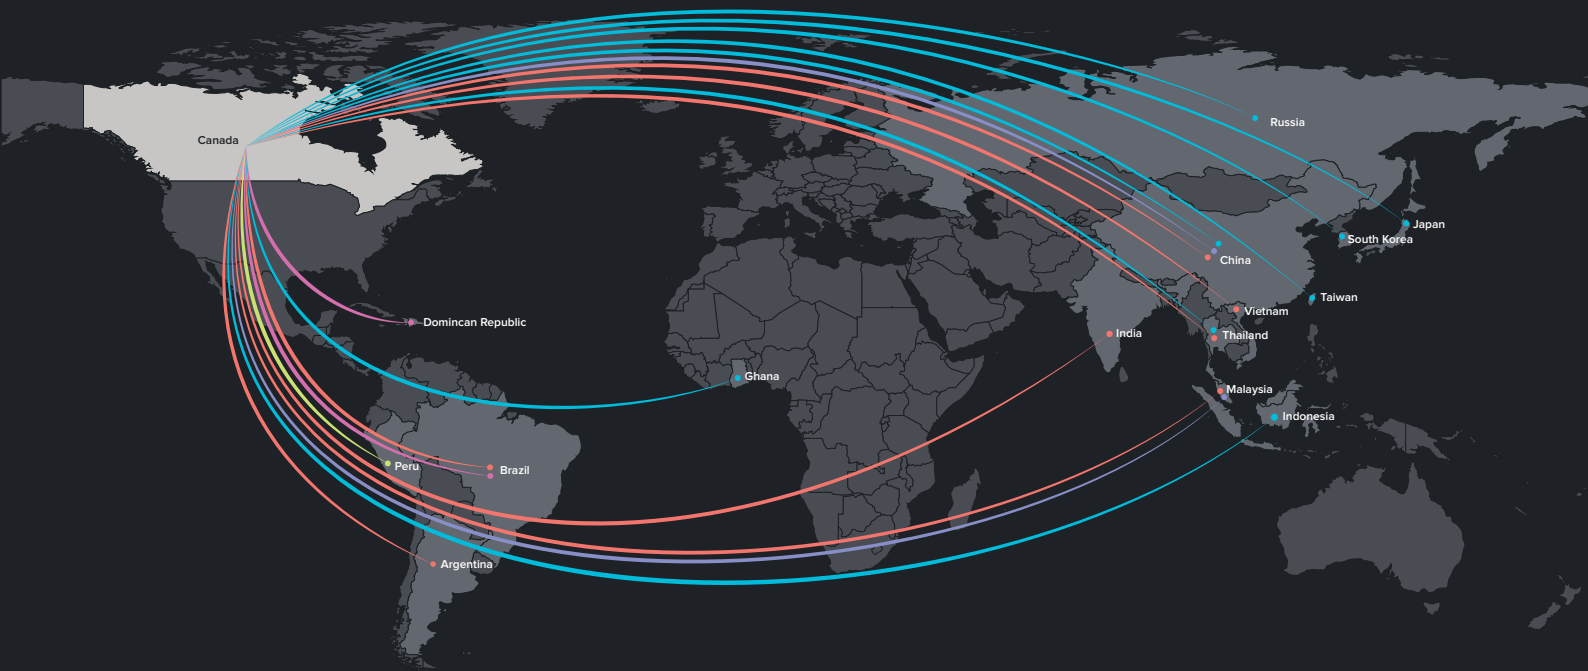 Russia
Canada
Japan
South Korea
China
Taiwan
Vietnam
Domincan Republic
India
Thailand
Ghana
Malaysia
Indonesia
Peru
Brazil
Argentina